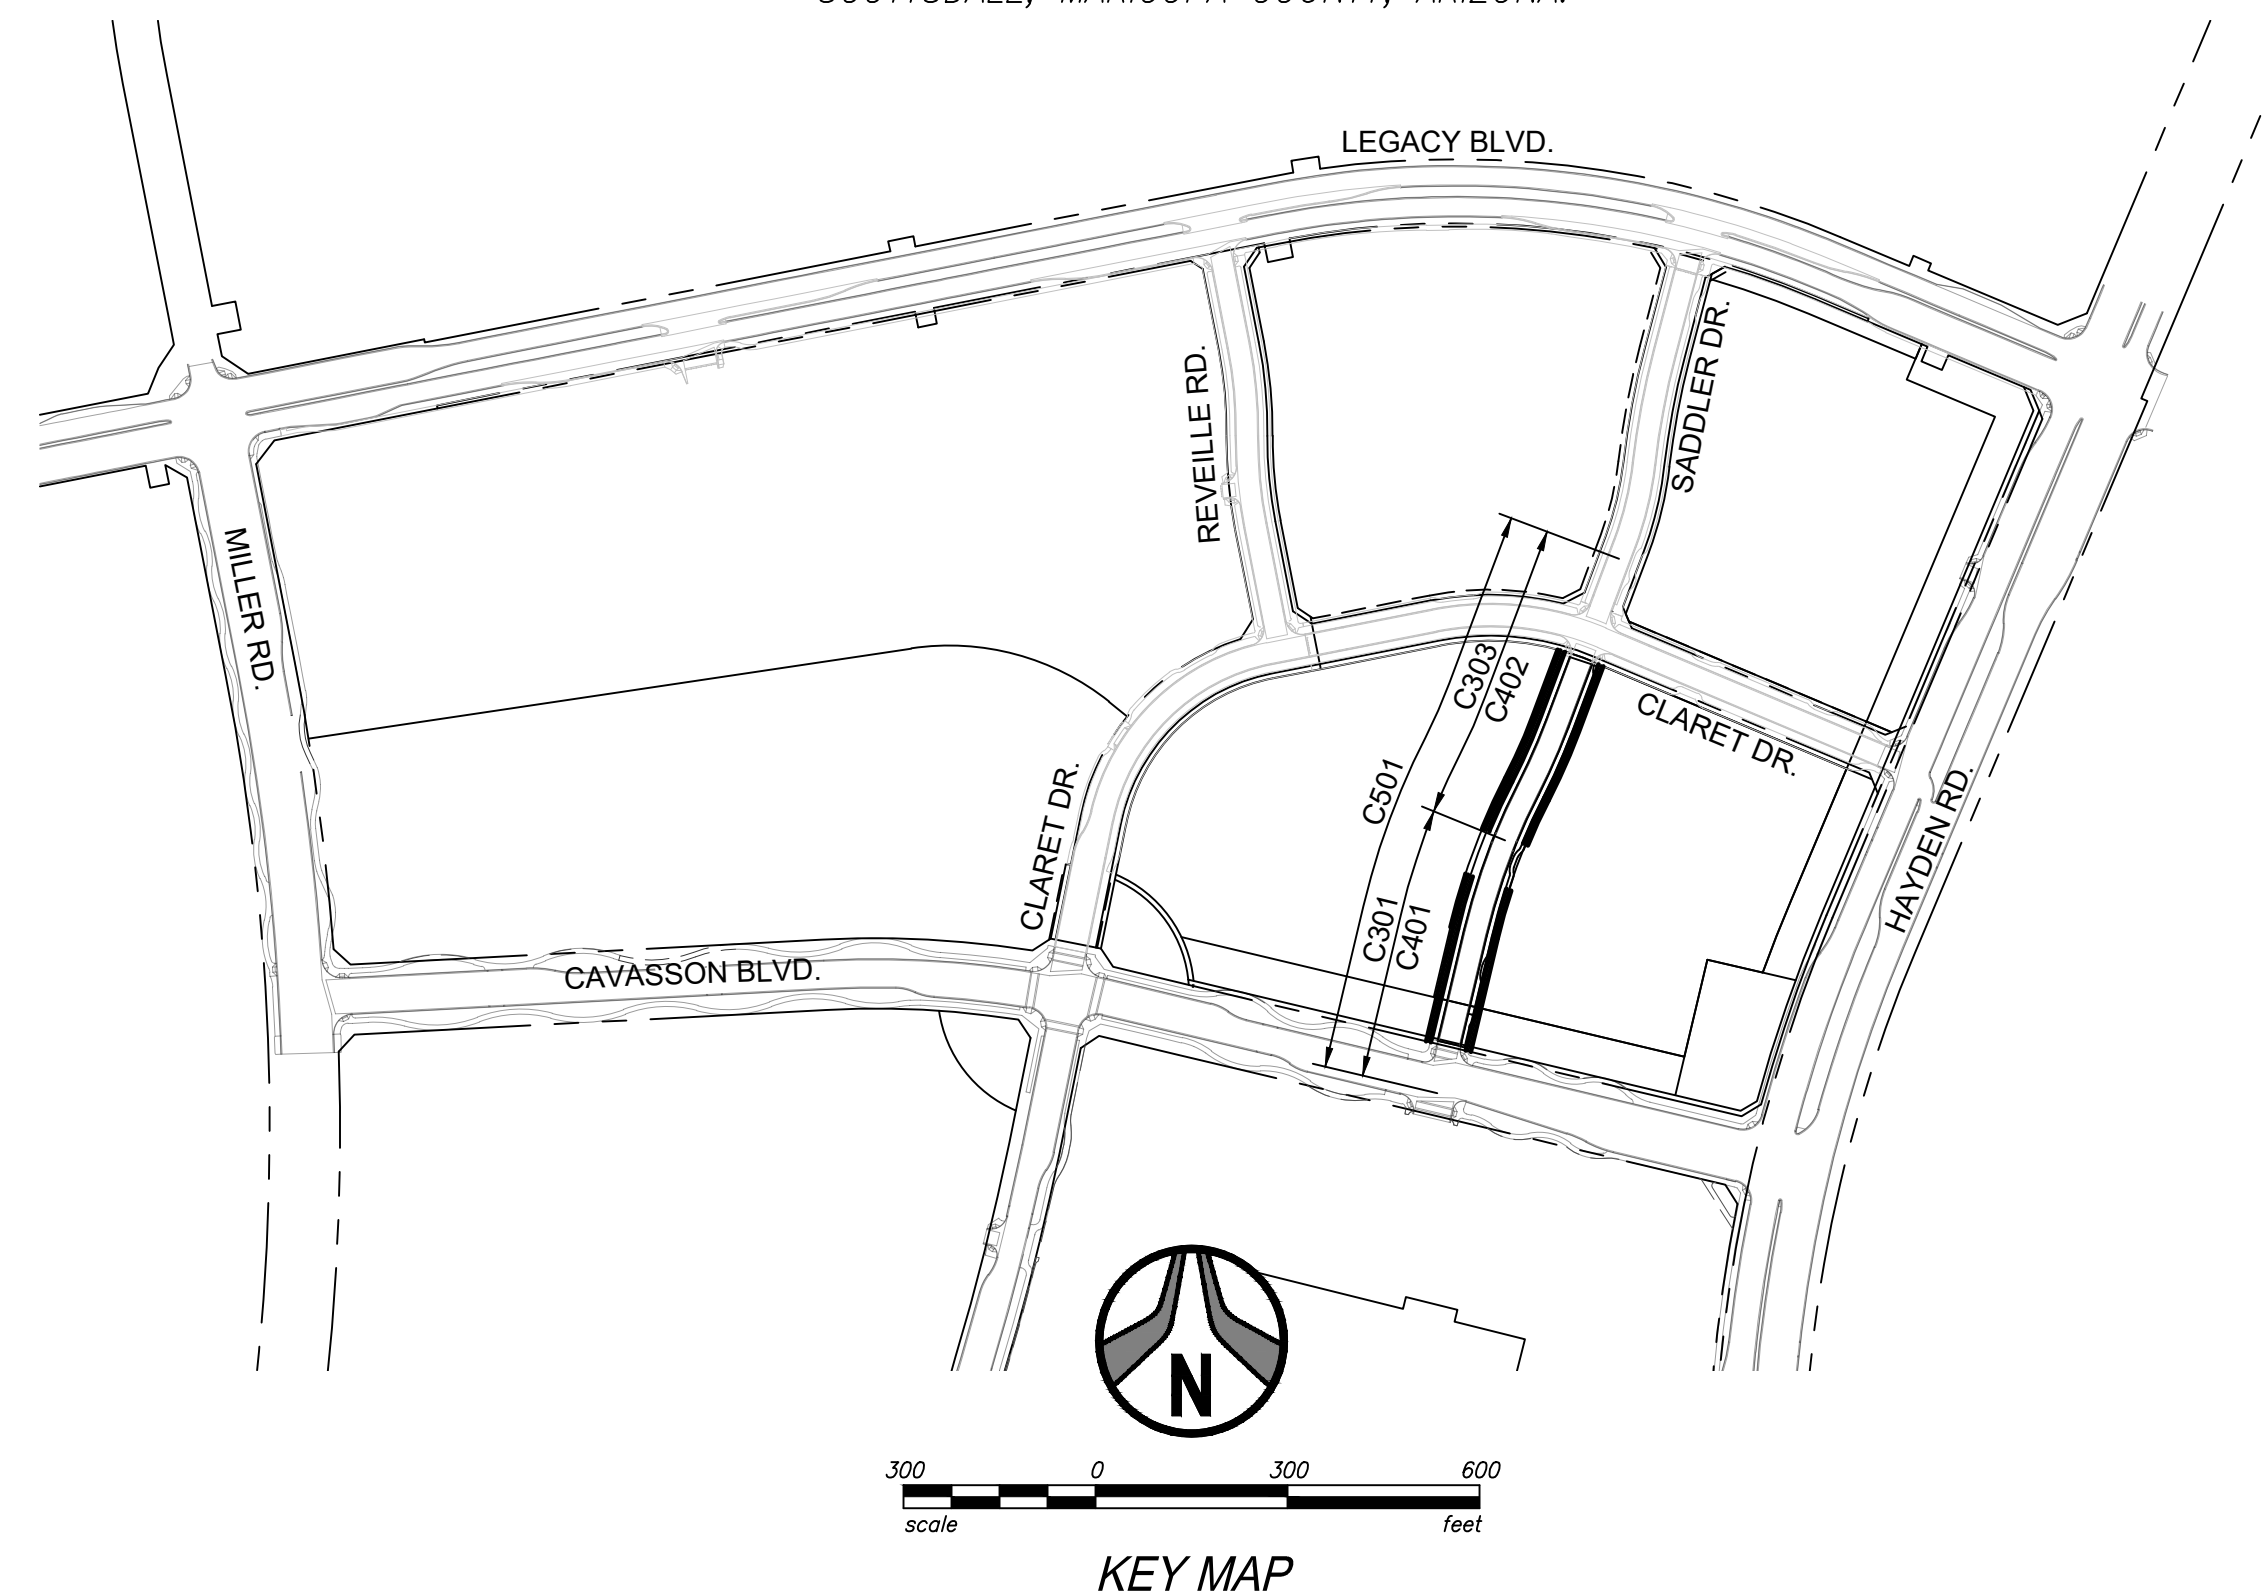 LEGACY BLVD.
REVEILLE RD.
SADDLER DR.
MILLER RD.
C303
C402
CLARET DR.
C501
CLARET DR.
HAYDEN RD.
C301
C401
CAVASSON BLVD.
N
300 0 300 600
scale feet
KEY MAP